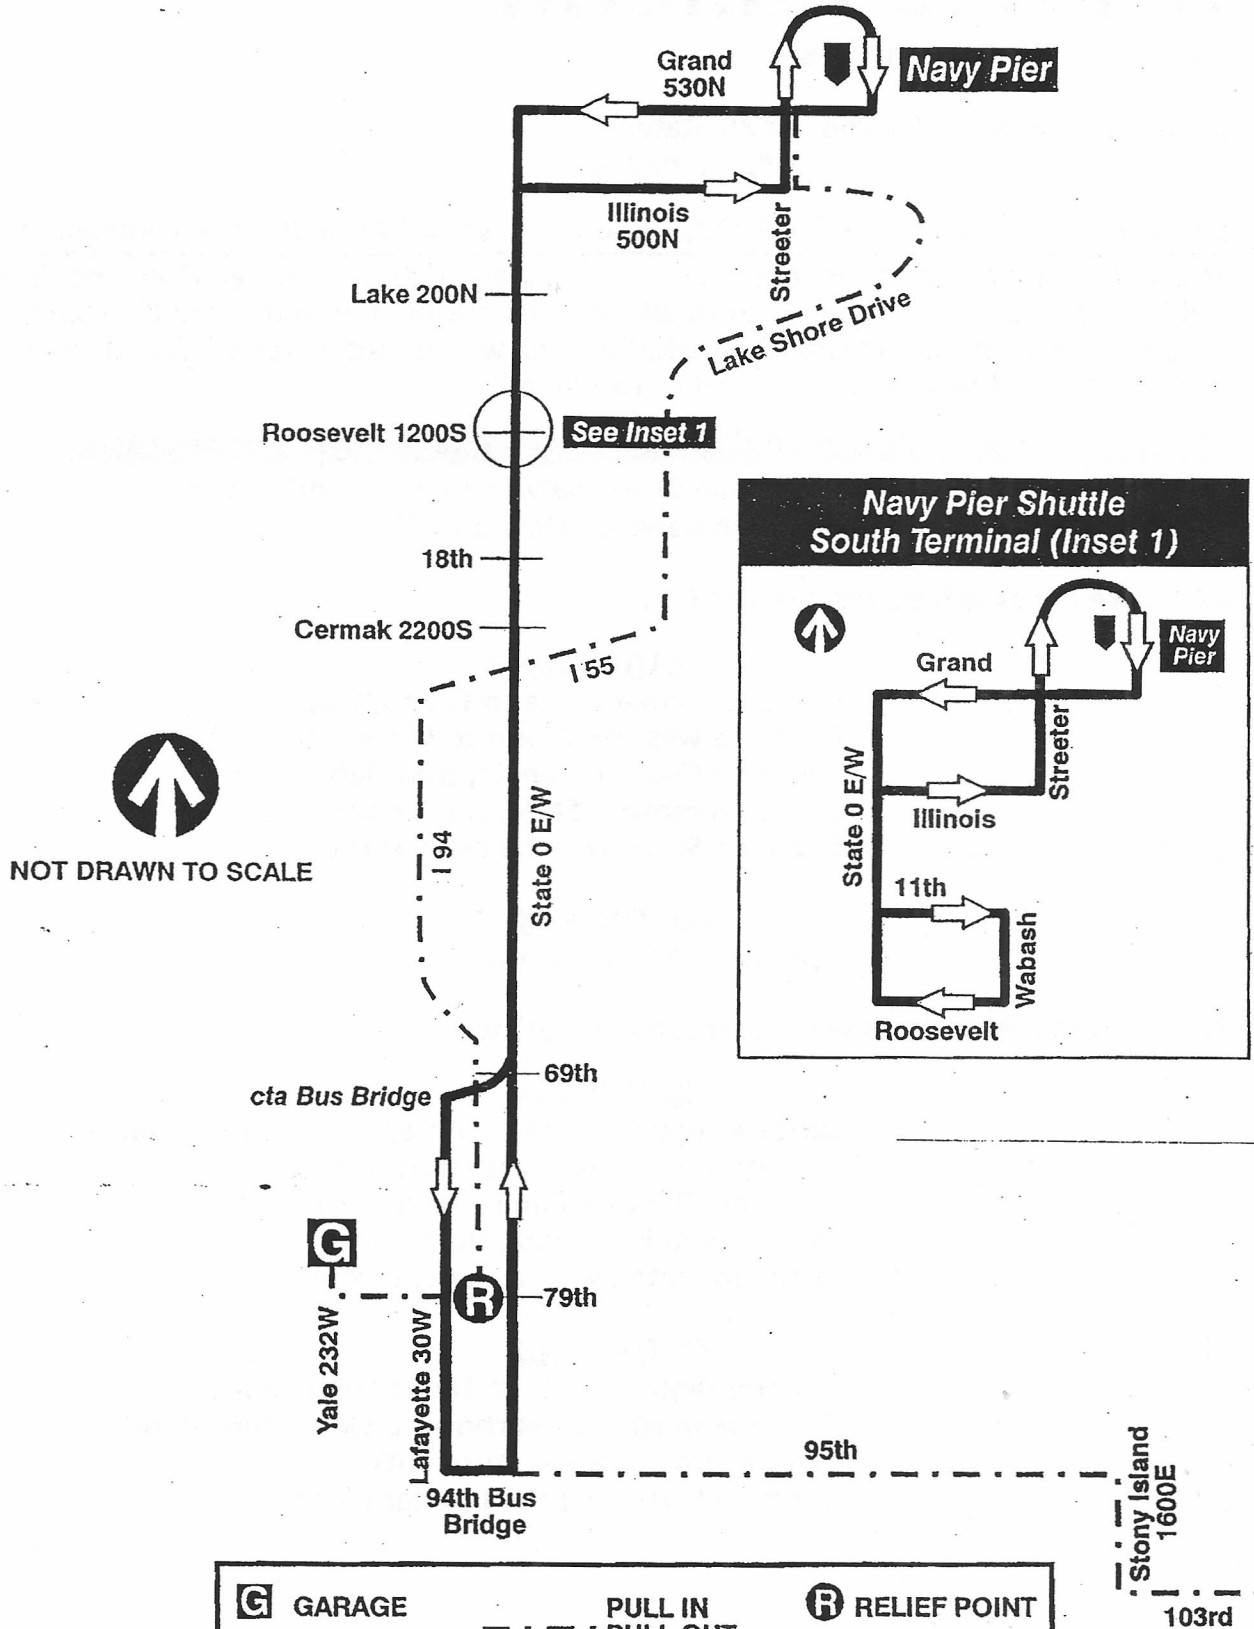 Grand
530N
Navy Pier
Illinois
500N
Streeter
Lake 200N
Lake Shore Drive
Roosevelt 1200S
See Inset 1
18th
Cermak 2200S
I 55
Navy Pier Shuttle
South Terminal (Inset 1)
Navy
Pier
Grand
Streeter
State 0 E/W
Illinois
11th
Wabash
Roosevelt
NOT DRAWN TO SCALE
I 94
State 0 E/W
69th
cta Bus Bridge
G
R
79th
Yale 232W
Lafayette 30W
95th
94th Bus
Bridge
Stony Island
1600E
103rd
G GARAGE
PULL IN
PULL OUT
R RELIEF POINT